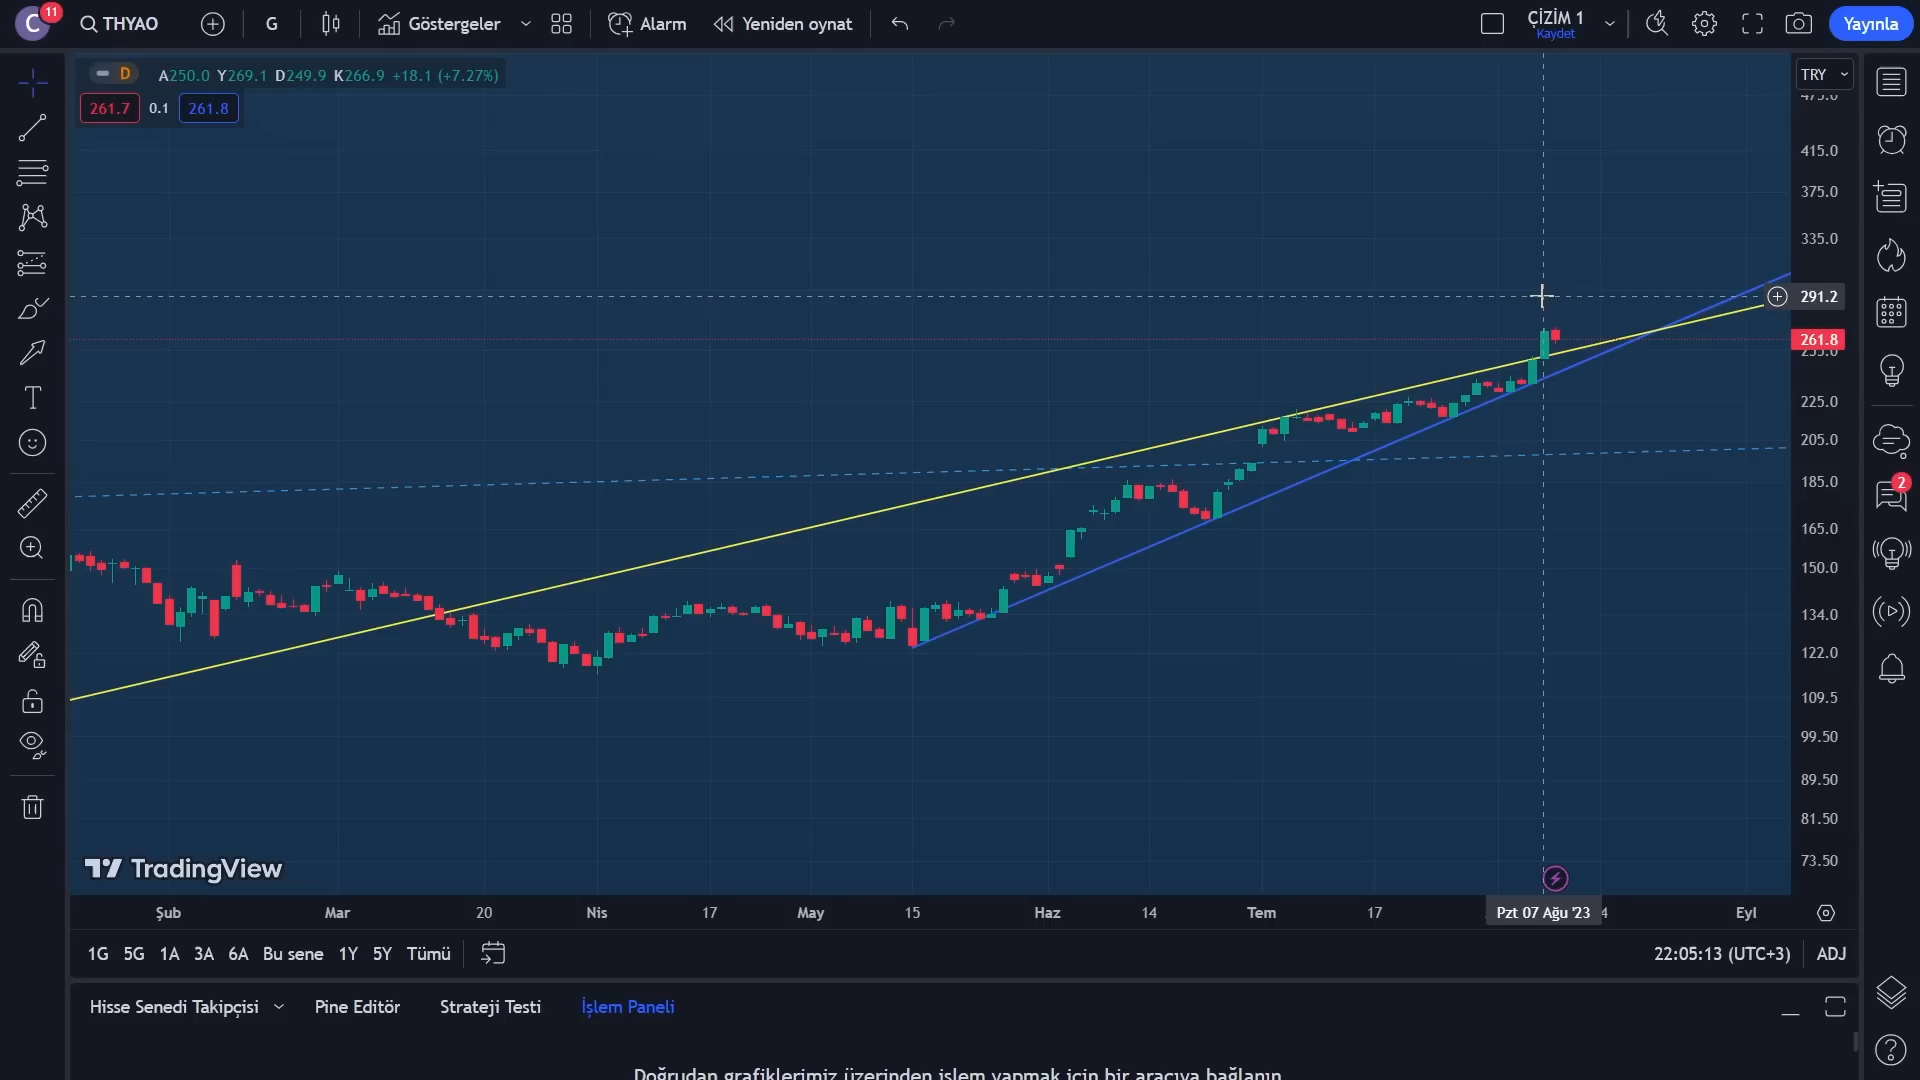 C 11 THYAO G Göstergeler Alarm Yeniden oynat ÇİZİM 1 Kaydet Yayınla
D A250.0 Y269.1 D249.9 K266.9 +18.1 (+7.27%) TRY
261.7 0.1 261.8
475.0
415.0
375.0
335.0
291.2
261.8
255.0
225.0
205.0
185.0
2
165.0
150.0
134.0
122.0
109.5
99.50
89.50
81.50
73.50
TradingView
Şub Mar 20 Nis 17 May 15 Haz 14 Tem 17 Pzt 07 Ağu '23 4 Eyl
1G 5G 1A 3A 6A Bu sene 1Y 5Y Tümü 22:05:13 (UTC+3) ADJ
Hisse Senedi Takipçisi Pine Editör Strateji Testi İşlem Paneli
Doğrudan grafiklerimiz üzerinden işlem yapmak için bir aracıya bağlanın